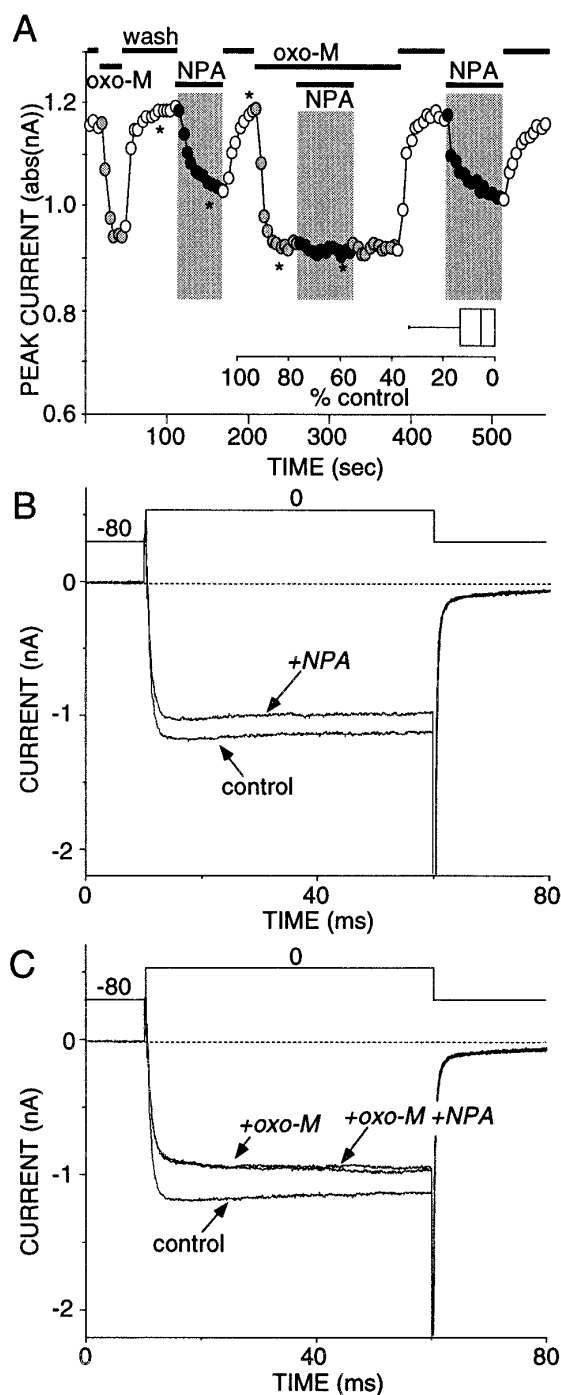 A
wash
oxo-M
NPA
oxo-M
NPA
NPA
PEAK CURRENT (abs(nA))
1.2
1.0
0.8
0.6
*
*
*
*
*
100 80 60 40 20 0
% control
100 200 300 400 500
TIME (sec)
B
-80
0
CURRENT (nA)
0
-1
-2
+NPA
control
0 40 80
TIME (ms)
C
-80
0
CURRENT (nA)
0
-1
-2
+oxo-M
+oxo-M +NPA
control
0 40 80
TIME (ms)